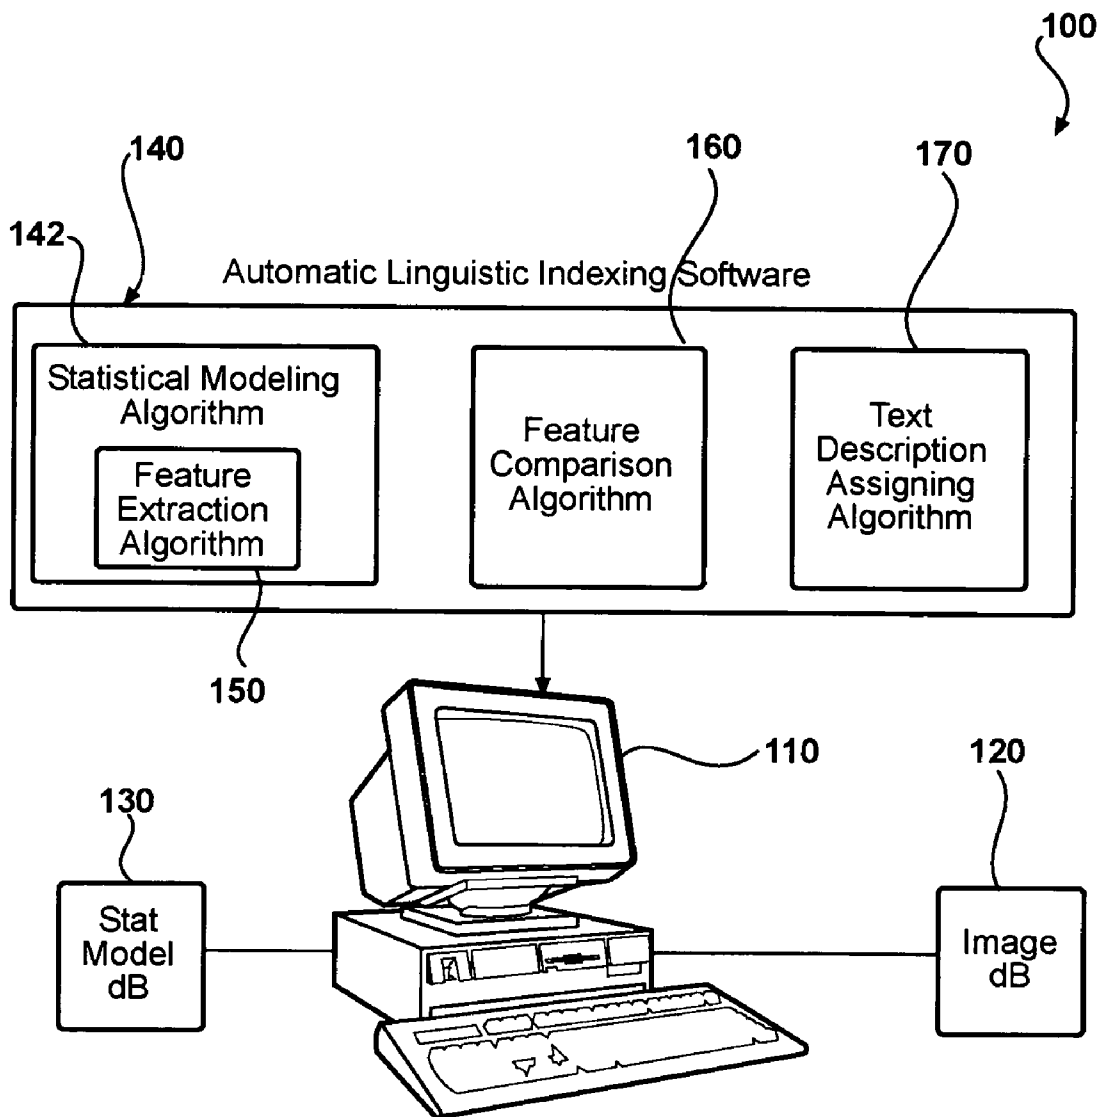 100
140
160
170
142
Automatic Linguistic Indexing Software
Statistical Modeling
Algorithm
Feature
Extraction
Algorithm
Feature
Comparison
Algorithm
Text
Description
Assigning
Algorithm
150
110
120
130
Stat
Model
dB
Image
dB